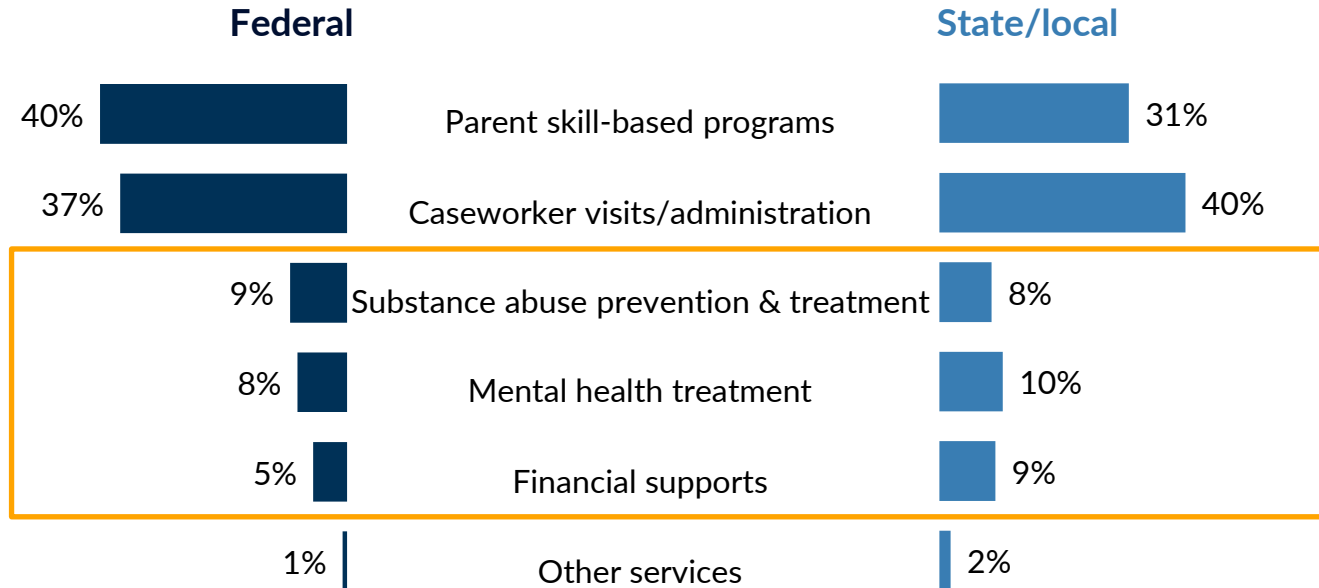 Federal State/local
40% Parent skill-based programs 31%
37% Caseworker visits/administration 40%
9% Substance abuse prevention & treatment 8%
8% Mental health treatment 10%
5% Financial supports 9%
1% Other services 2%